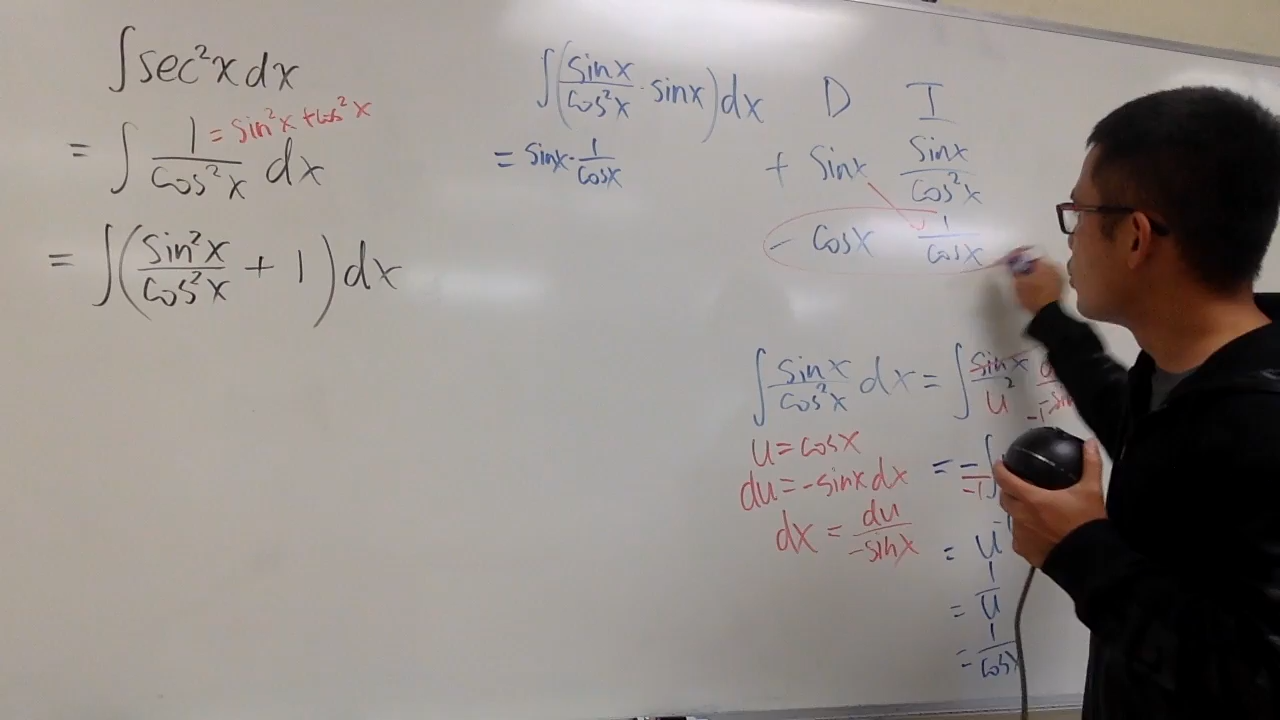 ∫sec²x dx
= ∫ 1/cos²x dx
1 = sin²x + cos²x
= ∫(sin²x/cos²x + 1)dx
∫(sinx/cos²x · sinx)dx
= sinx · 1/cosx
D I
+ sinx sinx/cos²x
- cosx 1/cosx
∫ sinx/cos²x dx = ∫ sinx/u²
u = cosx
du = -sinx dx
dx = du/-sinx
= u⁻¹
= 1/u
= 1/cosx